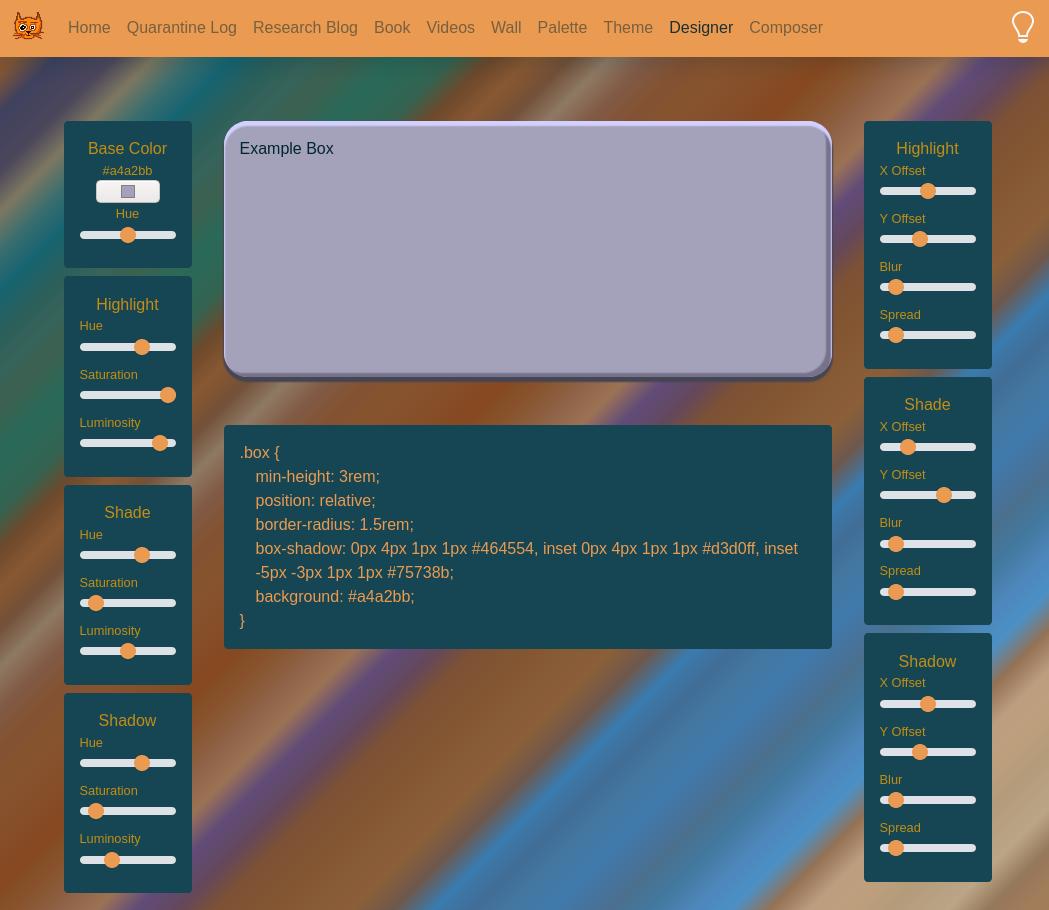 Home Quarantine Log Research Blog Book Videos Wall Palette Theme Designer Composer
Base Color
#a4a2bb
Hue
Highlight
Hue
Saturation
Luminosity
Shade
Hue
Saturation
Luminosity
Shadow
Hue
Saturation
Luminosity
Example Box
.box {
min-height: 3rem;
position: relative;
border-radius: 1.5rem;
box-shadow: 0px 4px 1px 1px #464554, inset 0px 4px 1px 1px #d3d0ff, inset
-5px -3px 1px 1px #75738b;
background: #a4a2bb;
}
Highlight
X Offset
Y Offset
Blur
Spread
Shade
X Offset
Y Offset
Blur
Spread
Shadow
X Offset
Y Offset
Blur
Spread